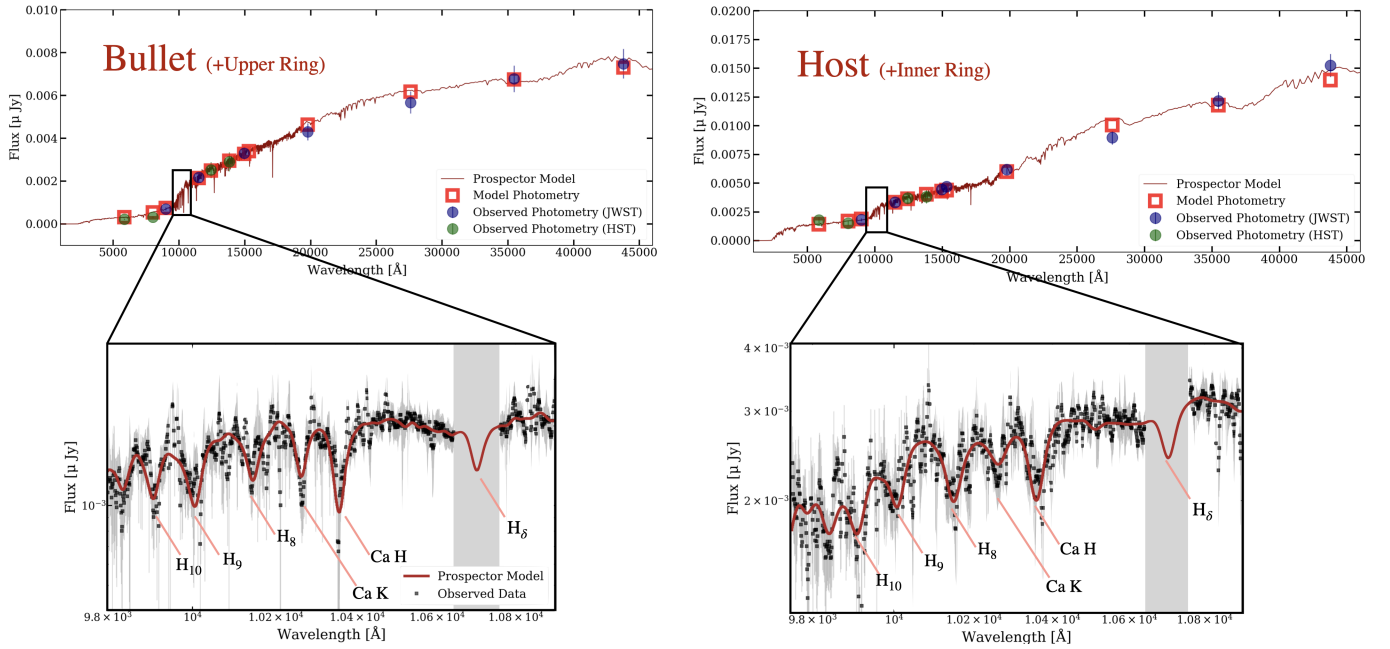 0.010
0.008
0.006
0.004
0.002
0.000
Flux [μ Jy]
Bullet (+Upper Ring)
Prospector Model
Model Photometry
Observed Photometry (JWST)
Observed Photometry (HST)
5000 10000 15000 20000 25000 30000 35000 40000 45000
Wavelength [Å]
Flux [μ Jy]
10⁻³
H₁₀
H₉
H₈
Ca K
Ca H
Hδ
Prospector Model
Observed Data
9.8 × 10³ 10⁴ 1.02 × 10⁴ 1.04 × 10⁴ 1.06 × 10⁴ 1.08 × 10⁴
Wavelength [Å]
0.0200
0.0175
0.0150
0.0125
0.0100
0.0075
0.0050
0.0025
0.0000
Flux [μ Jy]
Host (+Inner Ring)
Prospector Model
Model Photometry
Observed Photometry (JWST)
Observed Photometry (HST)
5000 10000 15000 20000 25000 30000 35000 40000 45000
Wavelength [Å]
4 × 10⁻³
3 × 10⁻³
2 × 10⁻³
Flux [μ Jy]
H₁₀
H₉
H₈
Ca K
Ca H
Hδ
9.8 × 10³ 10⁴ 1.02 × 10⁴ 1.04 × 10⁴ 1.06 × 10⁴ 1.08 × 10⁴
Wavelength [Å]